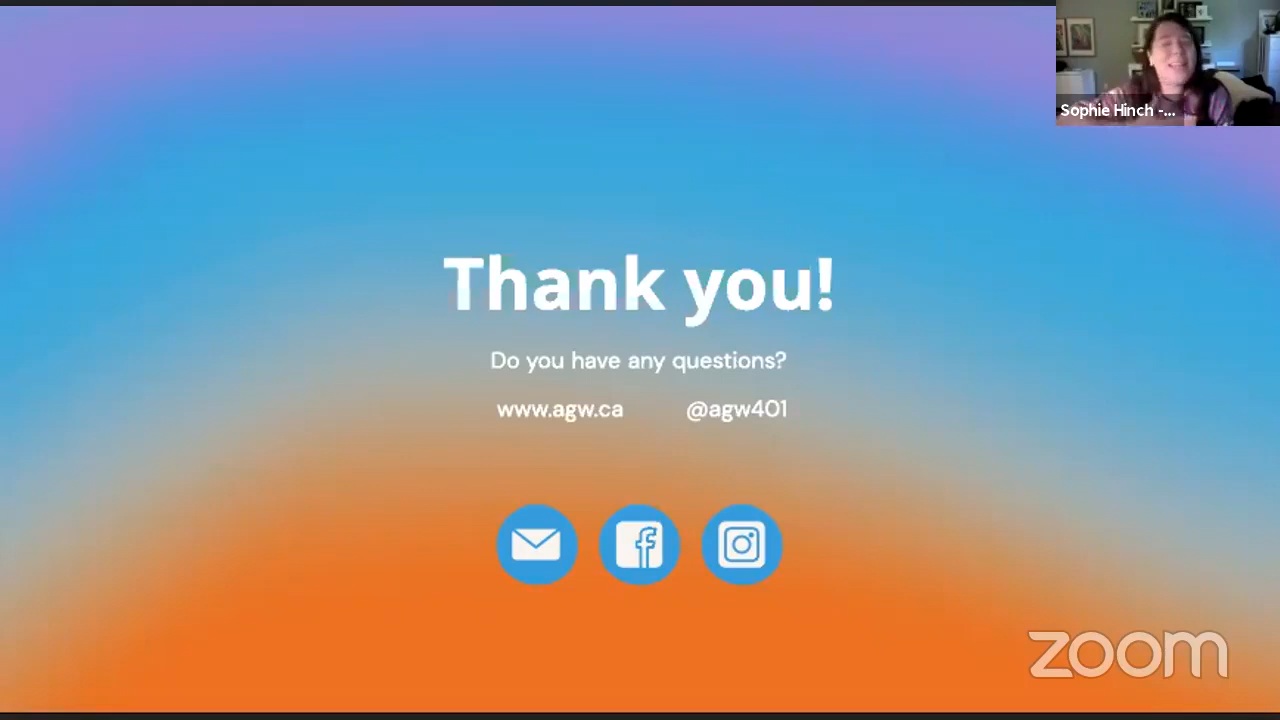 Sophie Hinch -...
Thank you!
Do you have any questions?
www.agw.ca @agw401
zoom